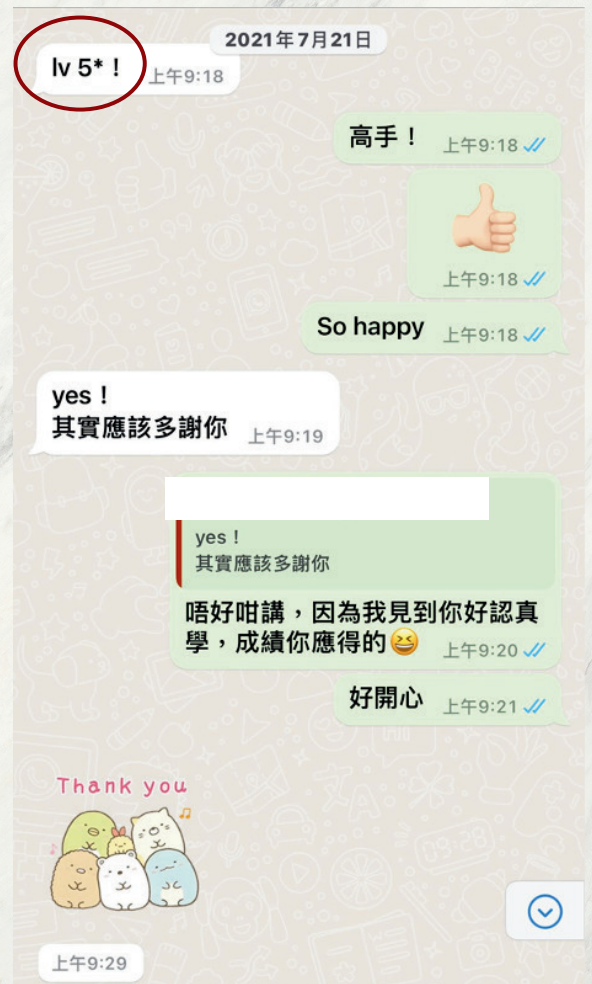 2021年7月21日
lv 5*！
上午9:18
高手！
上午9:18
上午9:18
So happy
上午9:18
yes！
其實應該多謝你
上午9:19
yes！
其實應該多謝你
唔好咁講，因為我見到你好認真
學，成績你應得的😆
上午9:20
好開心
上午9:21
Thank you
上午9:29